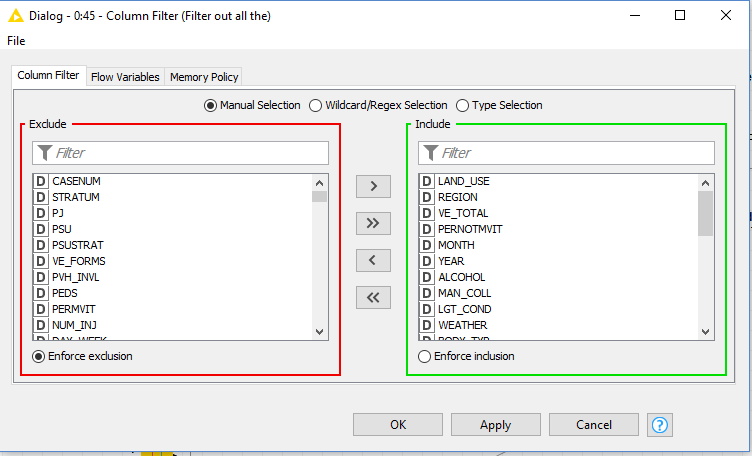 Dialog - 0:45 - Column Filter (Filter out all the)
File
Column Filter Flow Variables Memory Policy
Manual Selection Wildcard/Regex Selection Type Selection
Exclude
Filter
D CASENUM
D STRATUM
D PJ
D PSU
D PSUSTRAT
D VE_FORMS
D PVH_INVL
D PEDS
D PERMVIT
D NUM_INJ
D DAY_WEEK
Enforce exclusion
>
>>
<
<<
Include
Filter
D LAND_USE
D REGION
D VE_TOTAL
D PERNOTMVIT
D MONTH
D YEAR
D ALCOHOL
D MAN_COLL
D LGT_COND
D WEATHER
D BODY_TYP
Enforce inclusion
OK Apply Cancel ?